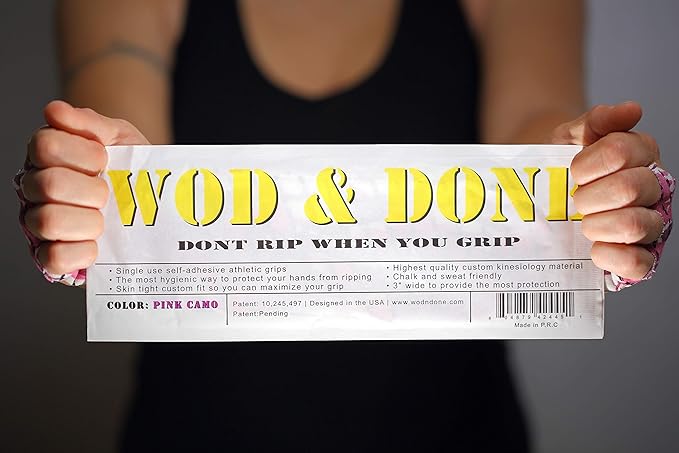 WOD & DONE
DONT RIP WHEN YOU GRIP
• Single use self-adhesive athletic grips
• The most hygienic way to protect your hands from ripping
• Skin tight custom fit so you can maximize your grip
• Highest quality custom kinesiology material
• Chalk and sweat friendly
• 3" wide to provide the most protection
COLOR: PINK CAMO
Patent: 10,245,497 | Designed in the USA | www.wodndone.com
Patent:Pending
Made in P.R.C